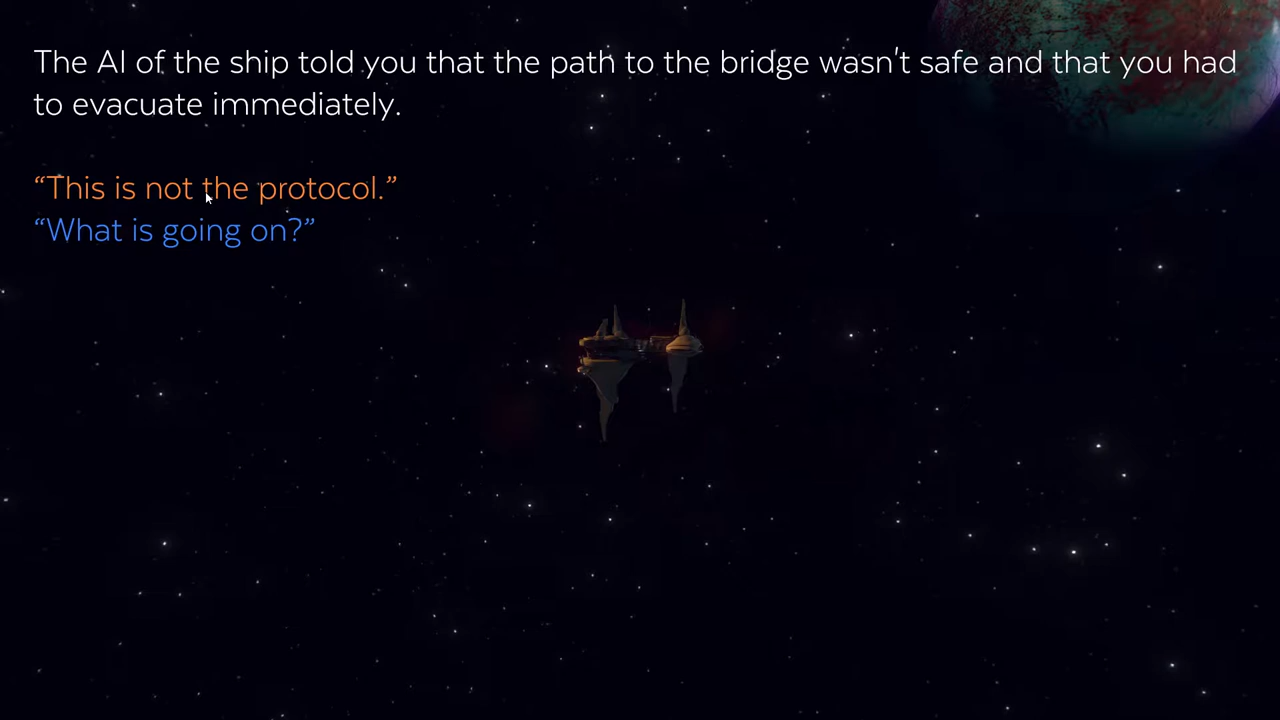 The AI of the ship told you that the path to the bridge wasn't safe and that you had
to evacuate immediately.
“This is not the protocol.”
“What is going on?”